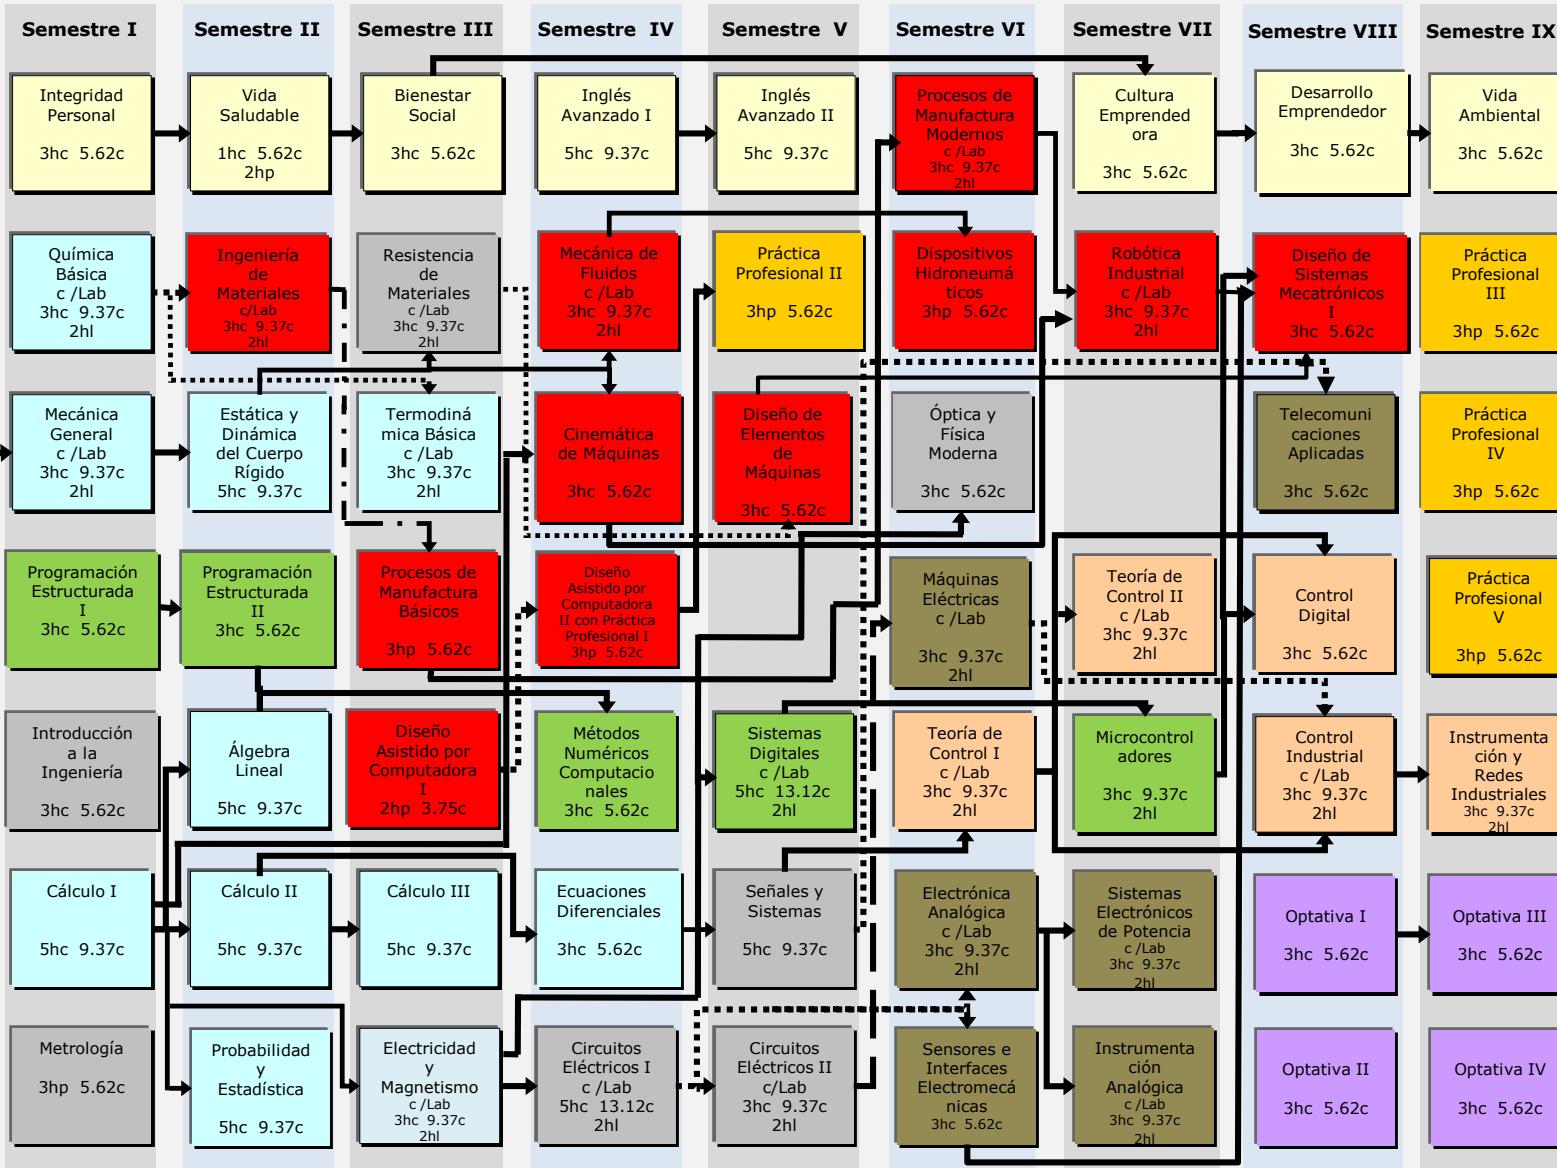 Semestre I
Semestre II
Semestre III
Semestre IV
Semestre V
Semestre VI
Semestre VII
Semestre VIII
Semestre IX
Integridad
Personal
3hc 5.62c
Vida
Saludable
1hc 5.62c
2hp
Bienestar
Social
3hc 5.62c
Inglés
Avanzado I
5hc 9.37c
Inglés
Avanzado II
5hc 9.37c
Procesos de
Manufactura
Modernos
c /Lab
3hc 9.37c
2hl
Cultura
Emprended
ora
3hc 5.62c
Desarrollo
Emprendedor
3hc 5.62c
Vida
Ambiental
3hc 5.62c
Química
Básica
c /Lab
3hc 9.37c
2hl
Ingeniería
de
Materiales
c/Lab
3hc 9.37c
2hl
Resistencia
de
Materiales
c /Lab
3hc 9.37c
2hl
Mecánica de
Fluidos
c /Lab
3hc 9.37c
2hl
Práctica
Profesional II
3hp 5.62c
Dispositivos
Hidroneumá
ticos
3hp 5.62c
Robótica
Industrial
c /Lab
3hc 9.37c
2hl
Diseño de
Sistemas
Mecatrónicos
I
3hc 5.62c
Práctica
Profesional
III
3hp 5.62c
Mecánica
General
c /Lab
3hc 9.37c
2hl
Estática y
Dinámica
del Cuerpo
Rígido
5hc 9.37c
Termodiná
mica Básica
c /Lab
3hc 9.37c
2hl
Cinemática
de Máquinas
3hc 5.62c
Diseño de
Elementos
de
Máquinas
3hc 5.62c
Óptica y
Física
Moderna
3hc 5.62c
Telecomuni
caciones
Aplicadas
3hc 5.62c
Práctica
Profesional
IV
3hp 5.62c
Programación
Estructurada
I
3hc 5.62c
Programación
Estructurada
II
3hc 5.62c
Procesos de
Manufactura
Básicos
3hp 5.62c
Diseño
Asistido por
Computadora
II con Práctica
Profesional I
3hp 5.62c
Máquinas
Eléctricas
c /Lab
3hc 9.37c
2hl
Teoría de
Control II
c /Lab
3hc 9.37c
2hl
Control
Digital
3hc 5.62c
Práctica
Profesional
V
3hp 5.62c
Introducción
a la
Ingeniería
3hc 5.62c
Álgebra
Lineal
5hc 9.37c
Diseño
Asistido por
Computadora
I
2hp 3.75c
Métodos
Numéricos
Computacio
nales
3hc 5.62c
Sistemas
Digitales
c /Lab
5hc 13.12c
2hl
Teoría de
Control I
c /Lab
3hc 9.37c
2hl
Microcontrol
adores
3hc 9.37c
2hl
Control
Industrial
c /Lab
3hc 9.37c
2hl
Instrumenta
ción y
Redes
Industriales
3hc 9.37c
2hl
Cálculo I
5hc 9.37c
Cálculo II
5hc 9.37c
Cálculo III
5hc 9.37c
Ecuaciones
Diferenciales
3hc 5.62c
Señales y
Sistemas
5hc 9.37c
Electrónica
Analógica
c /Lab
3hc 9.37c
2hl
Sistemas
Electrónicos
de Potencia
c /Lab
3hc 9.37c
2hl
Optativa I
3hc 5.62c
Optativa III
3hc 5.62c
Metrología
3hp 5.62c
Probabilidad
y
Estadística
5hc 9.37c
Electricidad
y
Magnetismo
c /Lab
3hc 9.37c
2hl
Circuitos
Eléctricos I
c /Lab
5hc 13.12c
2hl
Circuitos
Eléctricos II
c/Lab
3hc 9.37c
2hl
Sensores e
Interfaces
Electromecá
nicas
3hc 5.62c
Instrumenta
ción
Analógica
c /Lab
3hc 9.37c
2hl
Optativa II
3hc 5.62c
Optativa IV
3hc 5.62c